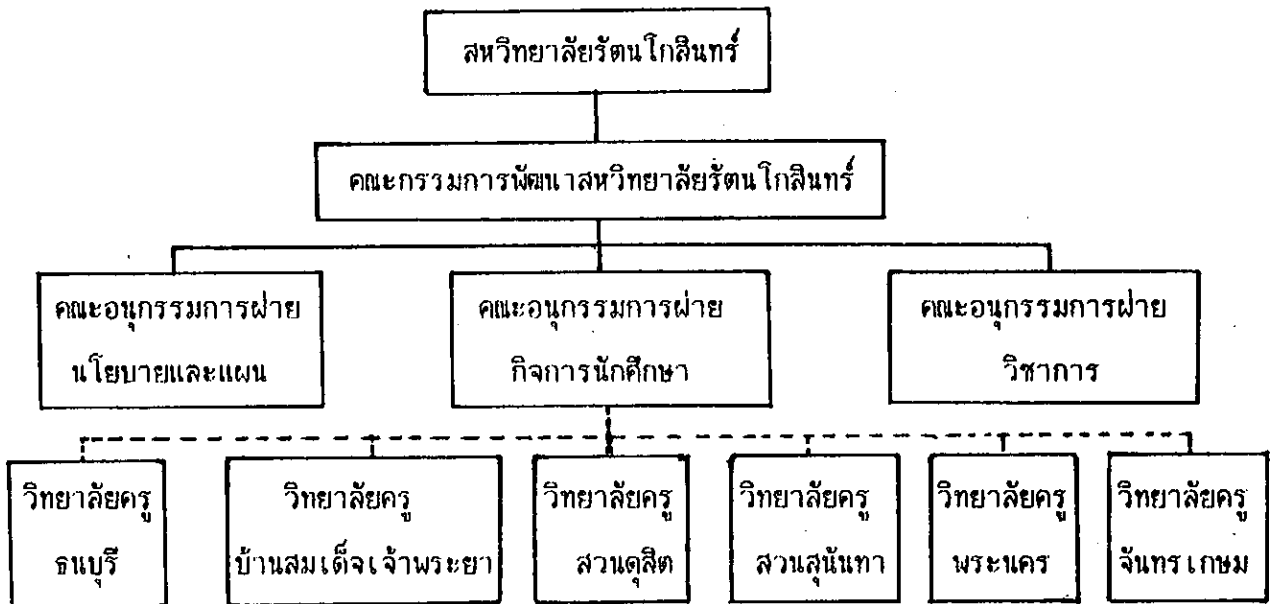 สหวิทยาลัยรัตนโกสินทร์
คณะกรรมการพัฒนาสหวิทยาลัยรัตนโกสินทร์
คณะอนุกรรมการฝ่าย
นโยบายและแผน
คณะอนุกรรมการฝ่าย
กิจการนักศึกษา
คณะอนุกรรมการฝ่าย
วิชาการ
วิทยาลัยครู
ธนบุรี
วิทยาลัยครู
บ้านสมเด็จเจ้าพระยา
วิทยาลัยครู
สวนดุสิต
วิทยาลัยครู
สวนสุนันทา
วิทยาลัยครู
พระนคร
วิทยาลัยครู
จันทรเกษม